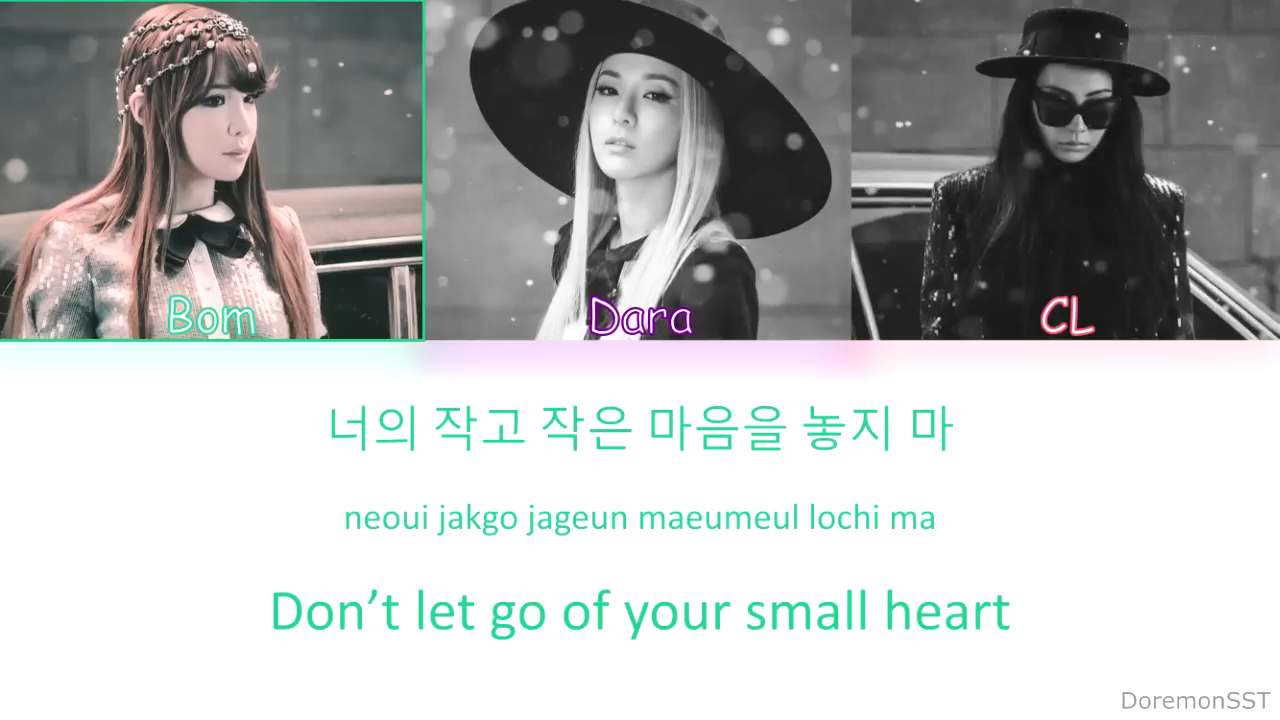 Bom
Dara
CL
너의 작고 작은 마음을 놓지 마
neoui jakgo jageun maeumeul lochi ma
Don’t let go of your small heart
DoremonSST